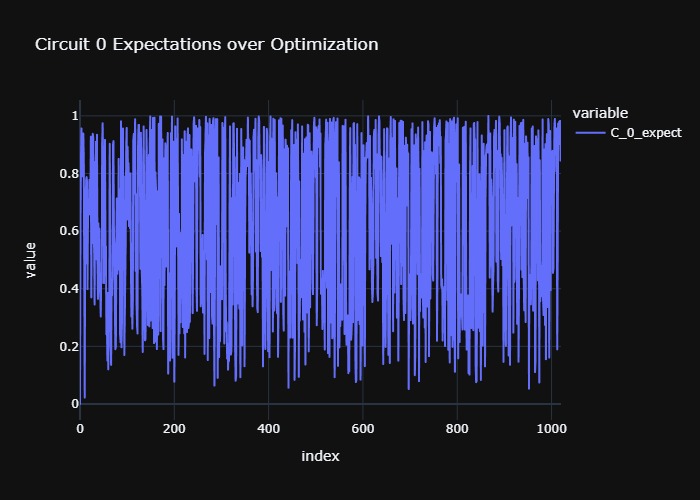 Circuit 0 Expectations over Optimization
variable
C_0_expect
value
1
0.8
0.6
0.4
0.2
0
0 200 400 600 800 1000
index